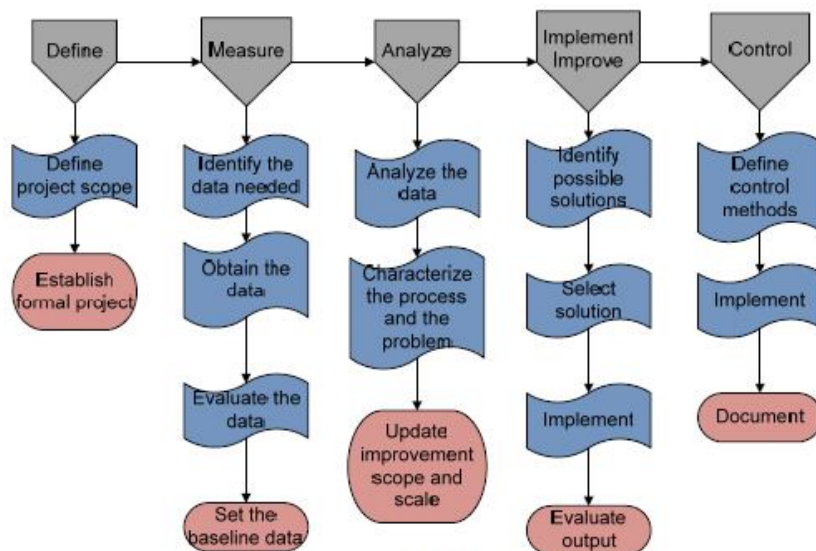 Define
Measure
Analyze
Implement
Improve
Control
Define
project scope
Establish
formal project
Identify the
data needed
Obtain the
data
Evaluate the
data
Set the
baseline data
Analyze the
data
Characterize
the process
and the
problem
Update
improvement
scope and
scale
Identify
possible
solutions
Select
solution
Implement
Evaluate
output
Define
control
methods
Implement
Document